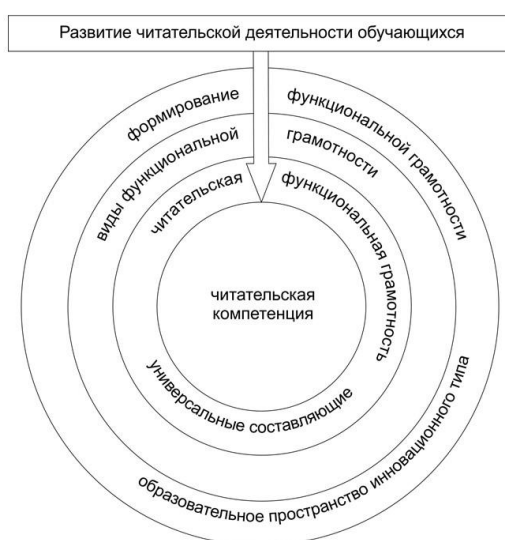 Развитие читательской деятельности обучающихся
формирование функциональной грамотности
виды функциональной грамотности
читательская функциональная грамотность
читательская
компетенция
универсальные составляющие
образовательное пространство инновационного типа